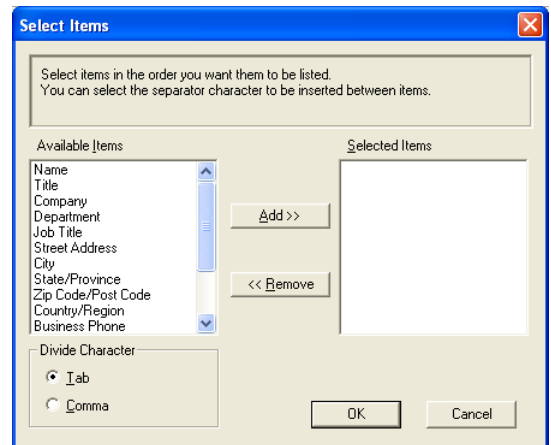 Select Items
Select items in the order you want them to be listed.
You can select the separator character to be inserted between items.
Available Items
Selected Items
Name
Title
Company
Department
Job Title
Street Address
City
State/Province
Zip Code/Post Code
Country/Region
Business Phone
Add >>
<< Remove
Divide Character
Tab
Comma
OK
Cancel